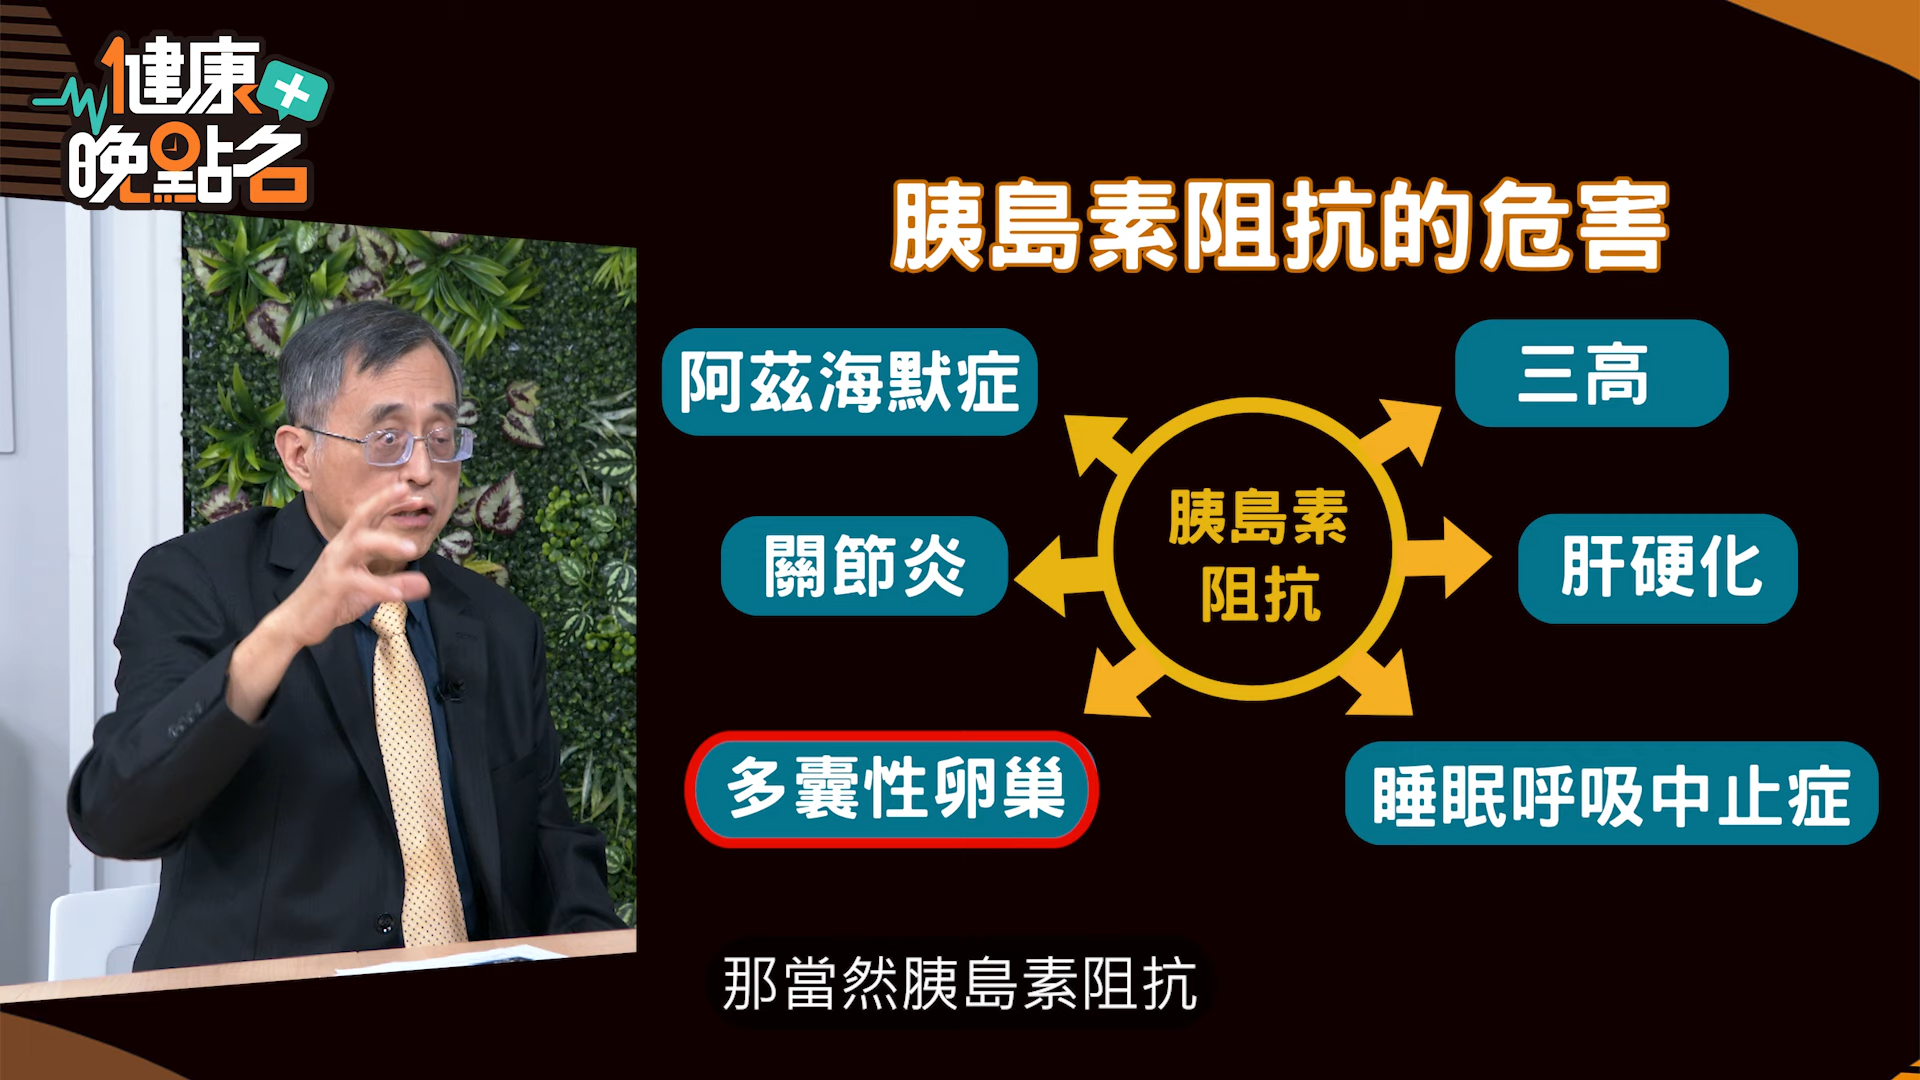 健康
晚點名
胰島素阻抗的危害
阿茲海默症
三高
胰島素
阻抗
關節炎
肝硬化
多囊性卵巢
睡眠呼吸中止症
那當然胰島素阻抗